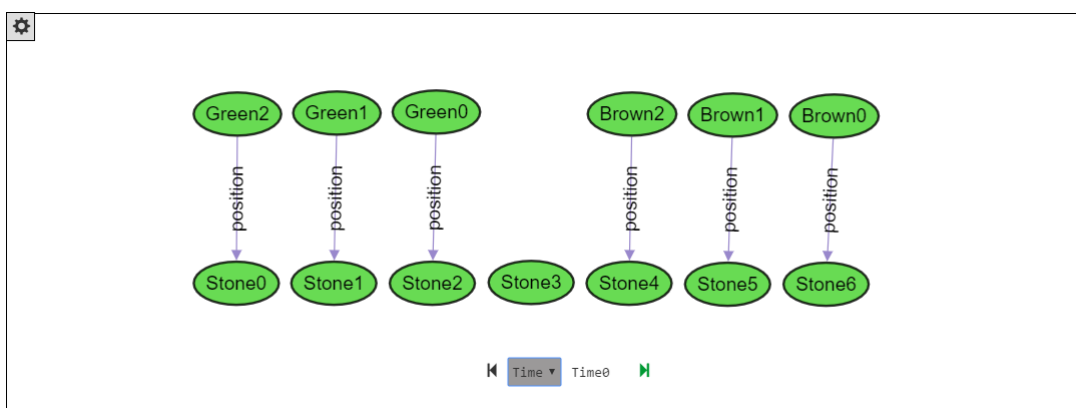 Green2 Green1 Green0 Brown2 Brown1 Brown0
position position position position position position
Stone0 Stone1 Stone2 Stone3 Stone4 Stone5 Stone6
Time ▾ Time0